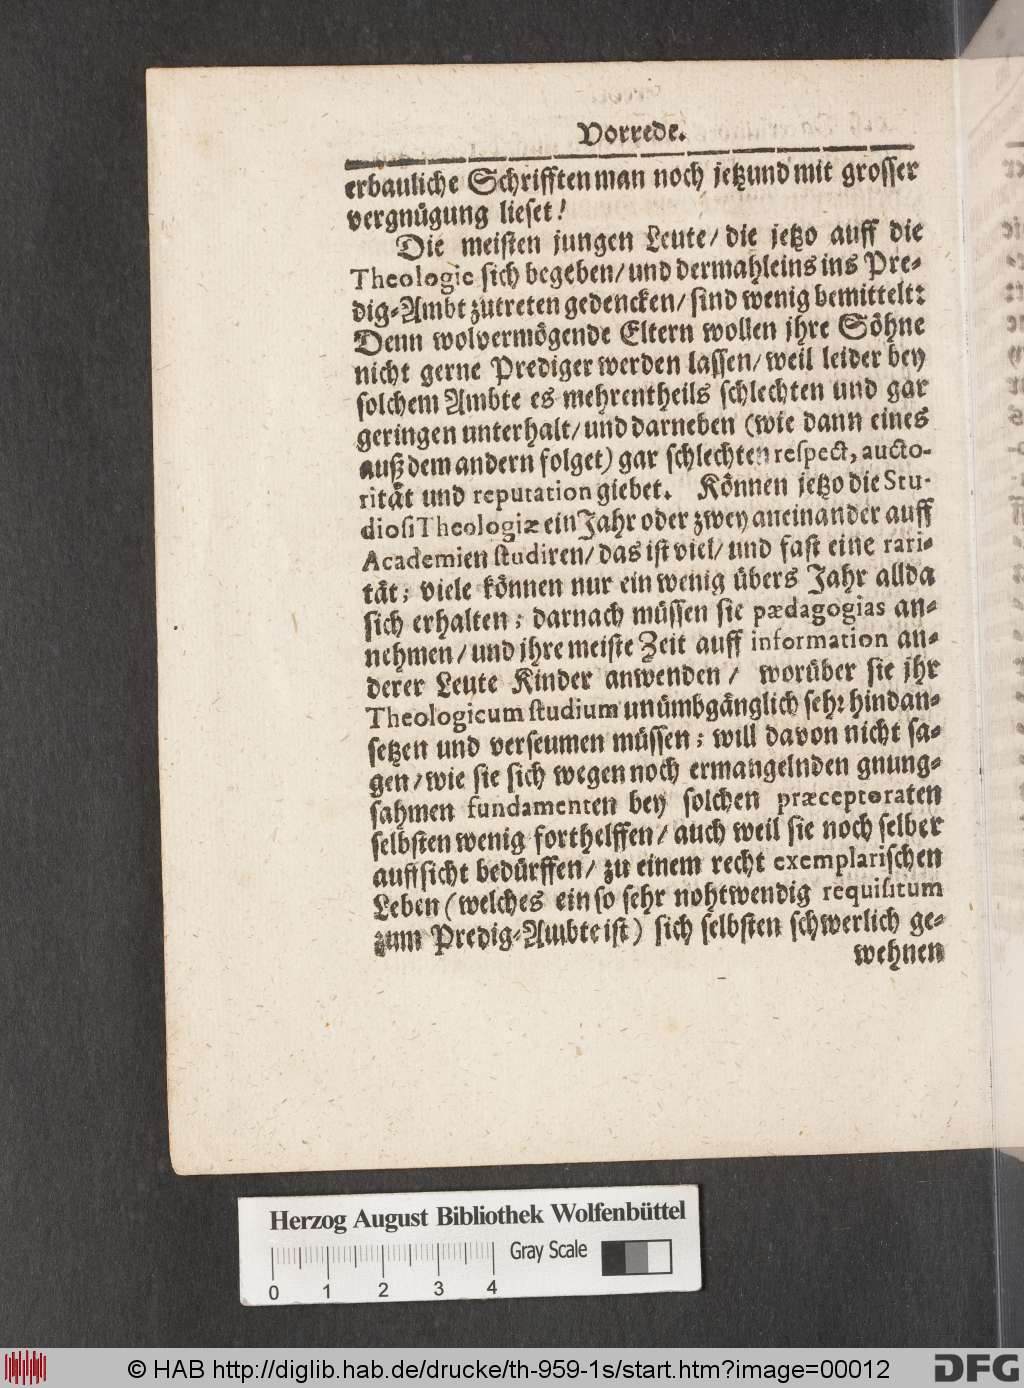 Vorrede.
erbauliche Schrifften man noch jetzund mit grosser
vergnügung lieset!
Die meisten jungen Leute/ die jetzo auff die
Theologie sich begeben/ und dermahleins ins Pre-
dig-Ambt zutreten gedencken/ sind wenig bemittelt:
Denn wolvermögende Eltern wollen jhre Söhne
nicht gerne Prediger werden lassen/ weil leider bey
solchem Ambte es mehrentheils schlechten und gar
geringen unterhalt/ und darneben (wie dann eines
auß dem andern folget) gar schlechten respect, aucto-
rität und reputation giebet. Können jetzo die Stu-
diosi Theologiæ ein Jahr oder zwey aneinander auff
Academien studiren/ das ist viel/ und fast eine rari-
tät; viele können nur ein wenig übers Jahr allda
sich erhalten; darnach müssen sie pædagogias an-
nehmen/ und jhre meiste Zeit auff information an-
derer Leute Kinder anwenden/ worüber sie jhr
Theologicum studium unümbgänglich sehr hindan-
setzen und verseumen müssen; will davon nicht sa-
gen/ wie sie sich wegen noch ermangelnden gnung-
sahmen fundamenten bey solchen præceptoraten
selbsten wenig forthelffen/ auch weil sie noch selber
auffsicht bedürffen/ zu einem recht exemplarischen
Leben (welches ein so sehr nohtwendig requisitum
zum Predig-Ambte ist) sich selbsten schwerlich ge-
wehnen
Herzog August Bibliothek Wolfenbüttel
Gray Scale
0 1 2 3 4
© HAB http://diglib.hab.de/drucke/th-959-1s/start.htm?image=00012
DFG